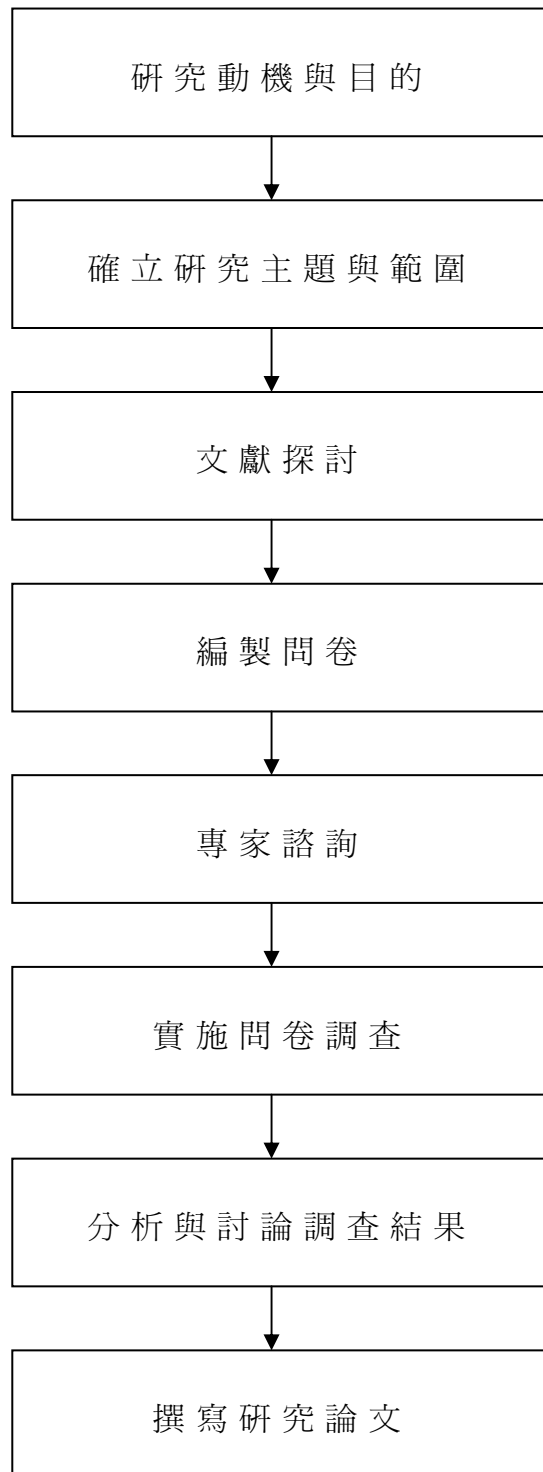 研究動機與目的
確立研究主題與範圍
文獻探討
編製問卷
專家諮詢
實施問卷調查
分析與討論調查結果
撰寫研究論文